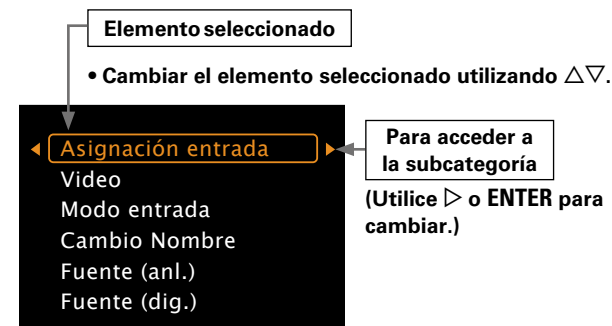 Elemento seleccionado
• Cambiar el elemento seleccionado utilizando △▽.
Asignación entrada
Video
Modo entrada
Cambio Nombre
Fuente (anl.)
Fuente (dig.)
Para acceder a
la subcategoría
(Utilice ▷ o ENTER para
cambiar.)